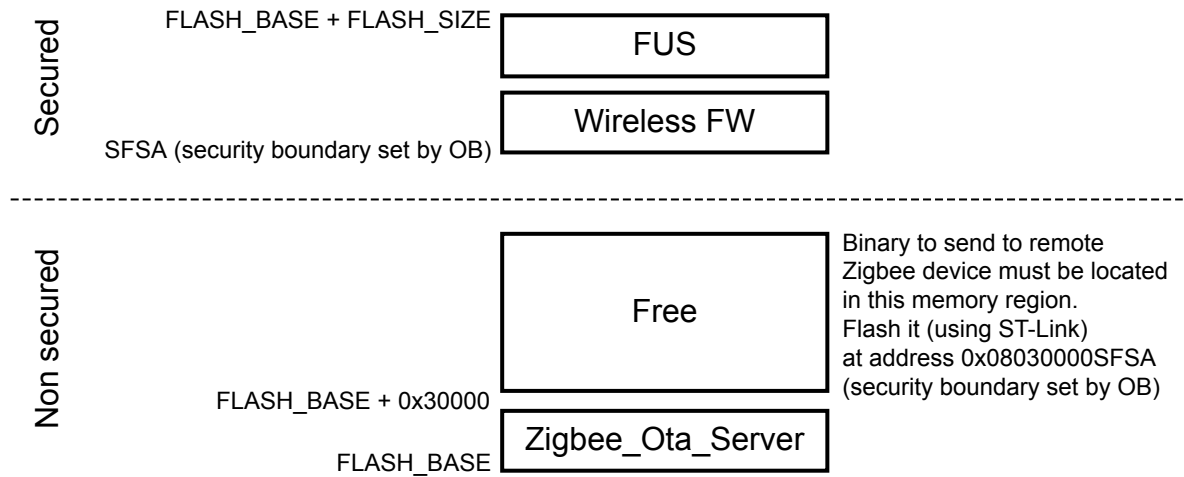 Secured
FLASH_BASE + FLASH_SIZE
FUS
Wireless FW
SFSA (security boundary set by OB)
Non secured
Free
Binary to send to remote
Zigbee device must be located
in this memory region.
Flash it (using ST-Link)
at address 0x08030000SFSA
(security boundary set by OB)
FLASH_BASE + 0x30000
Zigbee_Ota_Server
FLASH_BASE